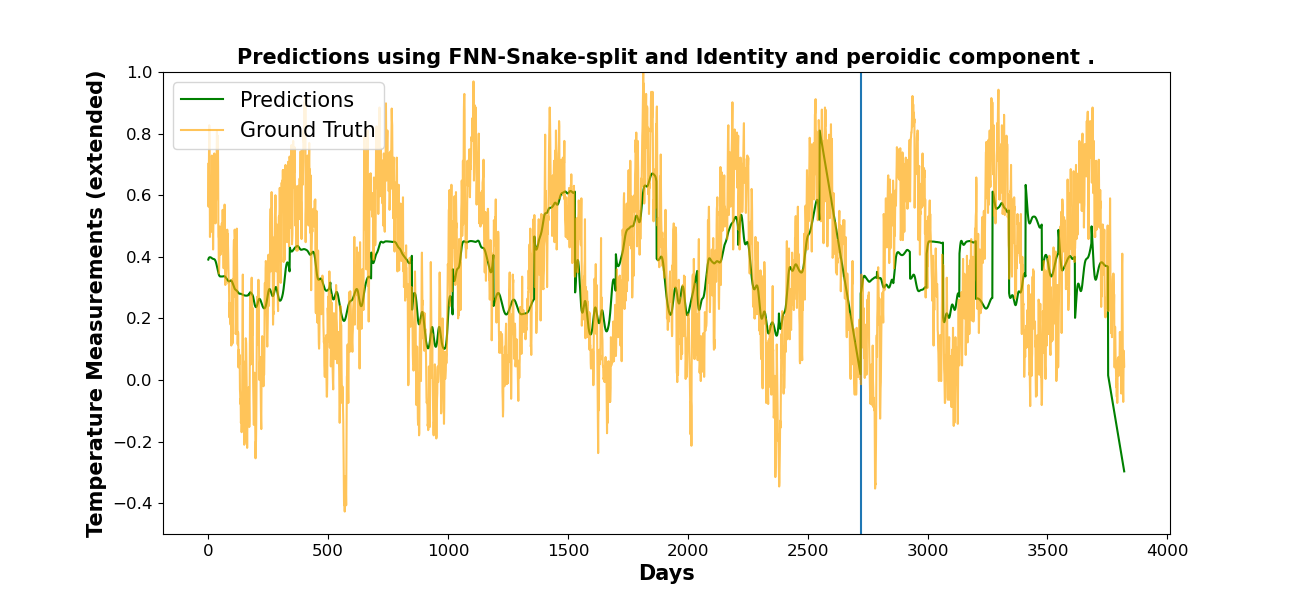 Predictions using FNN-Snake-split and Identity and peroidic component .
Predictions
Ground Truth
Temperature Measurements (extended)
1.0
0.8
0.6
0.4
0.2
0.0
−0.2
−0.4
0 500 1000 1500 2000 2500 3000 3500 4000
Days